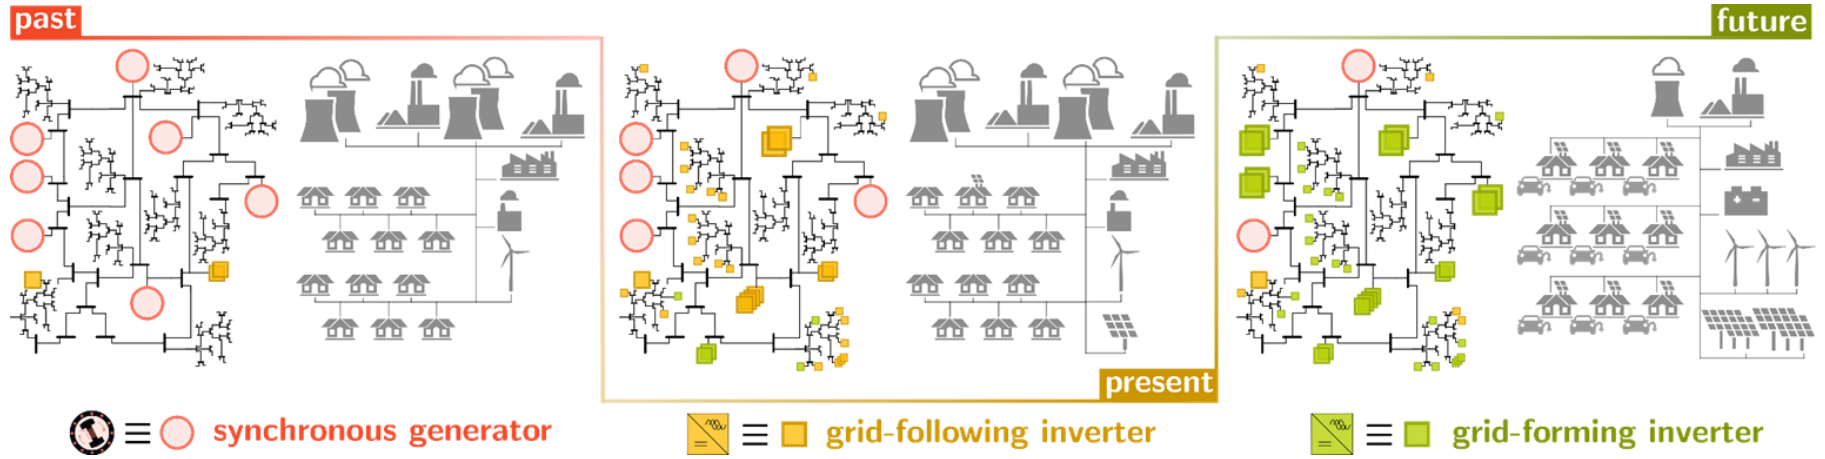 past
future
present
synchronous generator
grid-following inverter
grid-forming inverter